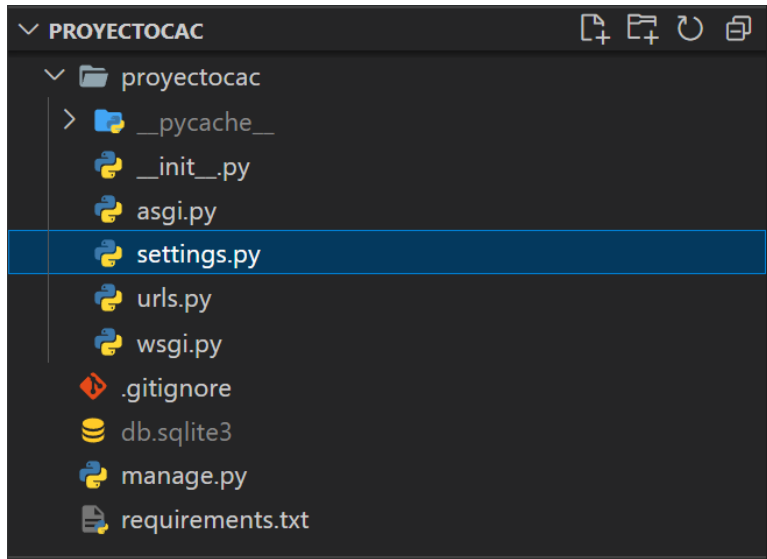 PROYECTOCAC
proyectocac
__pycache__
__init__.py
asgi.py
settings.py
urls.py
wsgi.py
.gitignore
db.sqlite3
manage.py
requirements.txt